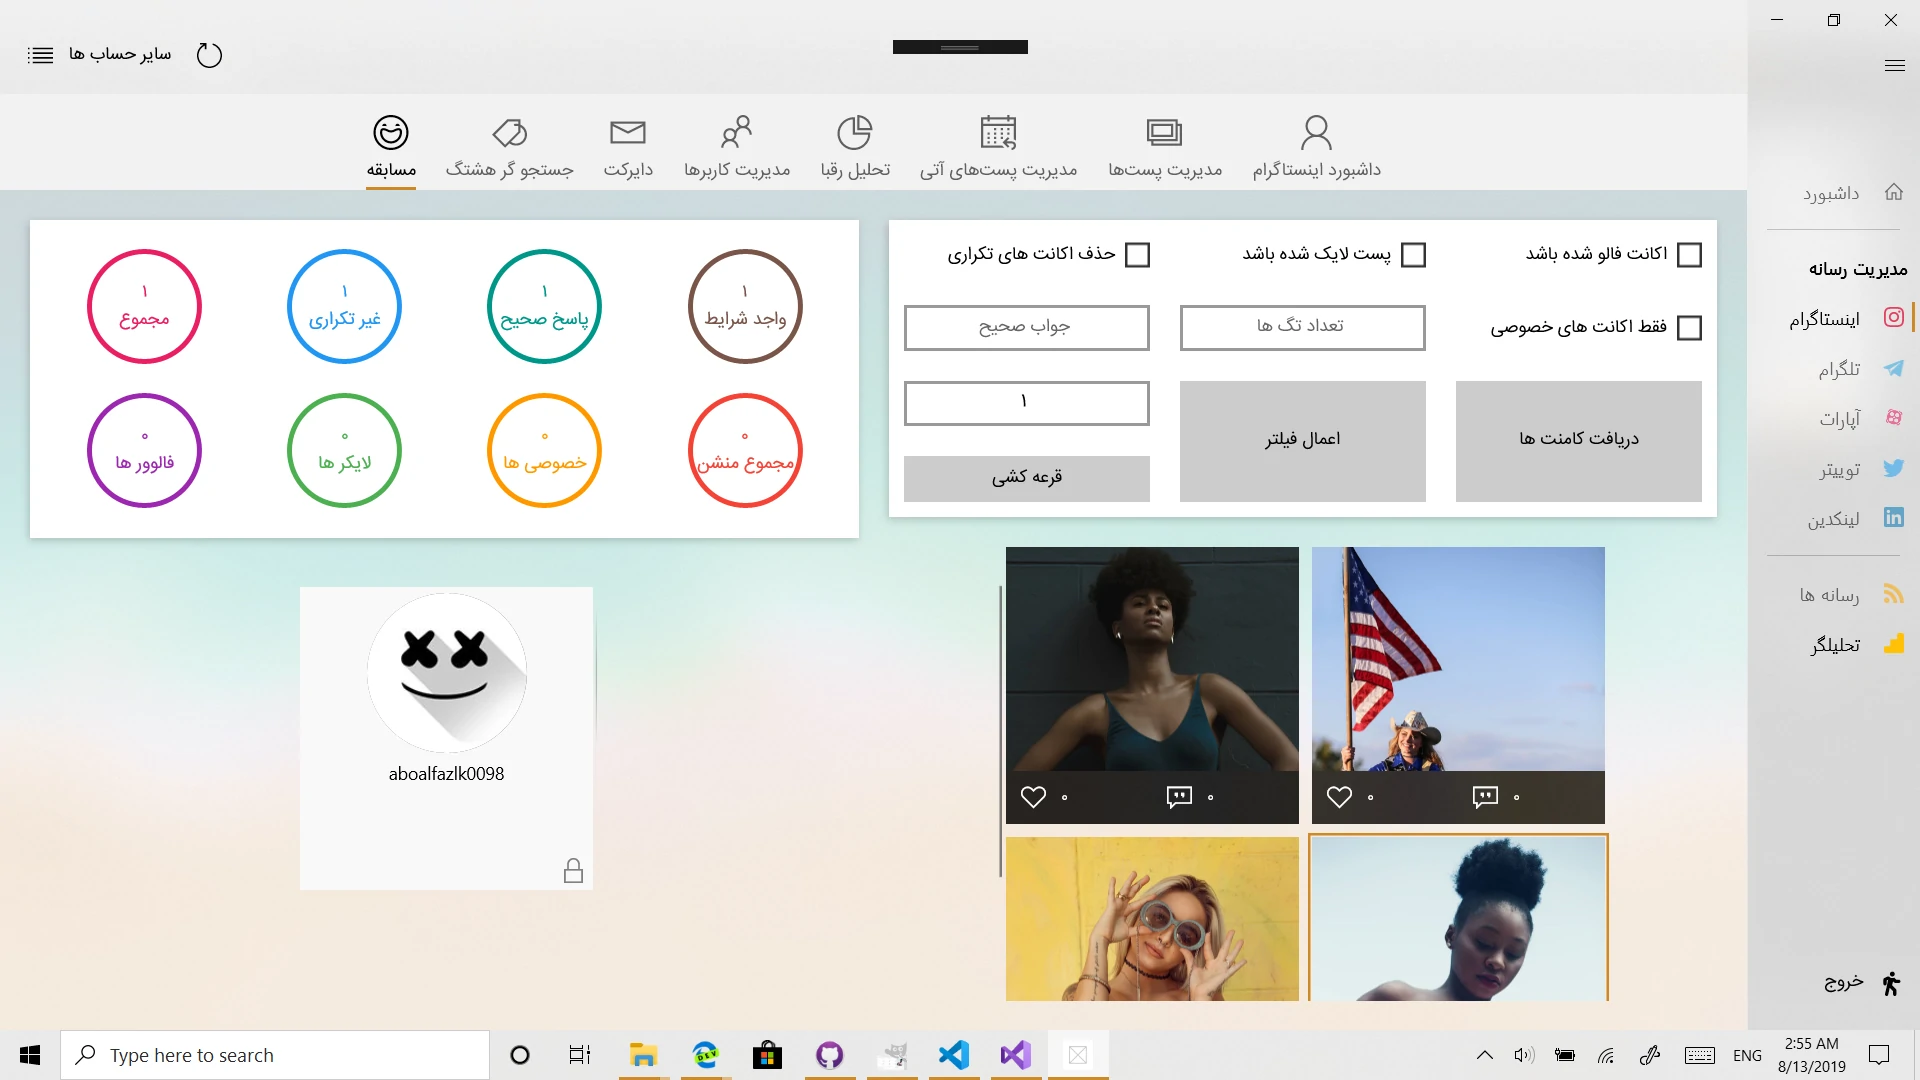 سایر حساب ها
داشبورد اینستاگرام
مدیریت پست‌ها
مدیریت پست‌های آتی
تحلیل رقبا
مدیریت کاربرها
دایرکت
جستجو گر هشتگ
مسابقه
داشبورد
مدیریت رسانه
اینستاگرام
تلگرام
آپارات
توییتر
لینکدین
رسانه ها
تحلیلگر
خروج
اکانت فالو شده باشد
پست لایک شده باشد
حذف اکانت های تکراری
فقط اکانت های خصوصی
تعداد تگ ها
جواب صحیح
۱
دریافت کامنت ها
اعمال فیلتر
قرعه کشی
۱
واجد شرایط
۱
پاسخ صحیح
۱
غیر تکراری
۱
مجموع
۰
مجموع منشن
۰
خصوصی ها
۰
لایکر ها
۰
فالوور ها
aboalfazlk0098
۰ ۰
۰ ۰
Type here to search
DEV
ENG
2:55 AM
8/13/2019